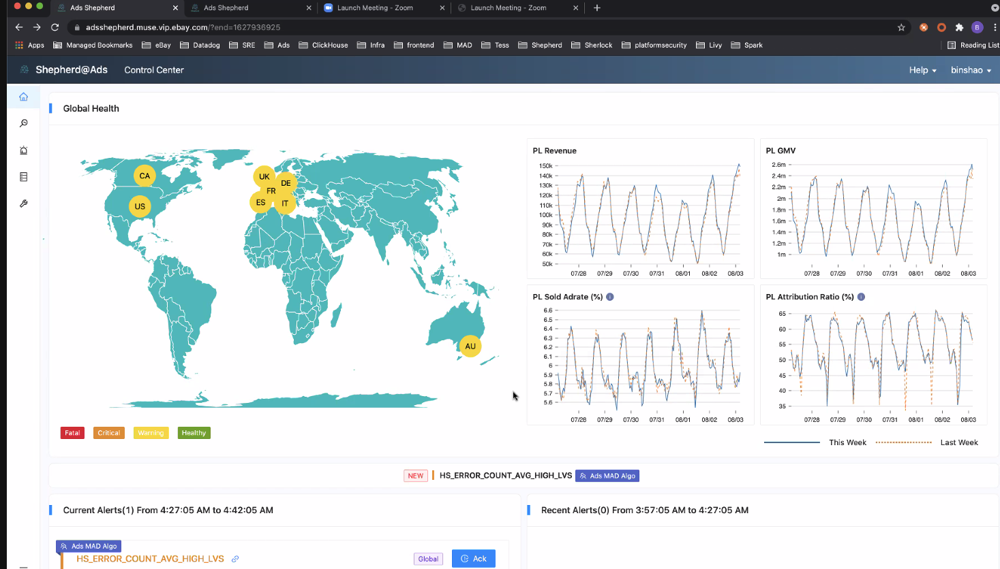 Ads Shepherd
Ads Shepherd
Launch Meeting - Zoom
Launch Meeting - Zoom
adsshepherd.muse.vip.ebay.com/?end=1627936925
B
Apps Managed Bookmarks eBay Datadog SRE Ads ClickHouse Infra frontend MAD Tess Shepherd Sherlock platformsecurity Livy Spark Reading List
Shepherd@Ads Control Center Help binshao
Global Health
CA
US
UK
DE
FR
ES
IT
AU
Fatal Critical Warning Healthy
PL Revenue
150k
140k
130k
120k
110k
100k
90k
80k
70k
60k
50k
07/28 07/29 07/30 07/31 08/01 08/02 08/03
PL GMV
2.6m
2.4m
2.2m
2m
1.8m
1.6m
1.4m
1.2m
1m
07/28 07/29 07/30 07/31 08/01 08/02 08/03
PL Sold Adrate (%) i
6.6
6.5
6.4
6.3
6.2
6.1
6
5.9
5.8
5.7
5.6
07/28 07/29 07/30 07/31 08/01 08/02 08/03
PL Attribution Ratio (%) i
65
60
55
50
45
40
35
07/28 07/29 07/30 07/31 08/01 08/02 08/03
This Week Last Week
NEW HS_ERROR_COUNT_AVG_HIGH_LVS Ads MAD Algo
Current Alerts(1) From 4:27:05 AM to 4:42:05 AM
Ads MAD Algo
HS_ERROR_COUNT_AVG_HIGH_LVS Global Ack
Recent Alerts(0) From 3:57:05 AM to 4:27:05 AM